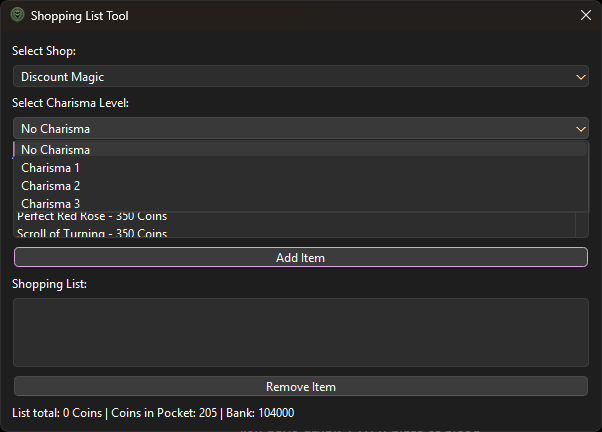 Shopping List Tool
Select Shop:
Discount Magic
Select Charisma Level:
No Charisma
No Charisma
Charisma 1
Charisma 2
Charisma 3
Perfect Red Rose - 350 Coins
Scroll of Turning - 350 Coins
Add Item
Shopping List:
Remove Item
List total: 0 Coins | Coins in Pocket: 205 | Bank: 104000